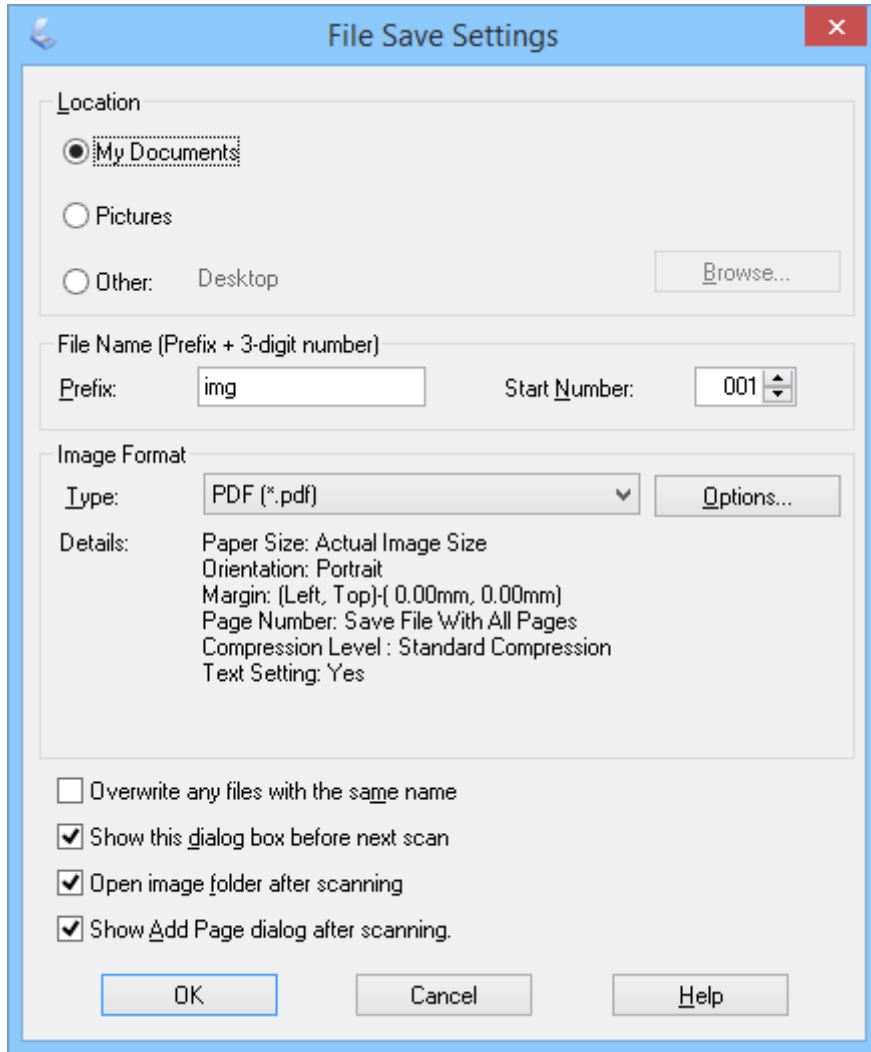 File Save Settings
Location
My Documents
Pictures
Other: Desktop Browse...
File Name (Prefix + 3-digit number)
Prefix: img Start Number: 001
Image Format
Type: PDF (*.pdf) Options...
Details: Paper Size: Actual Image Size
Orientation: Portrait
Margin: (Left, Top)-( 0.00mm, 0.00mm)
Page Number: Save File With All Pages
Compression Level : Standard Compression
Text Setting: Yes
Overwrite any files with the same name
Show this dialog box before next scan
Open image folder after scanning
Show Add Page dialog after scanning.
OK Cancel Help